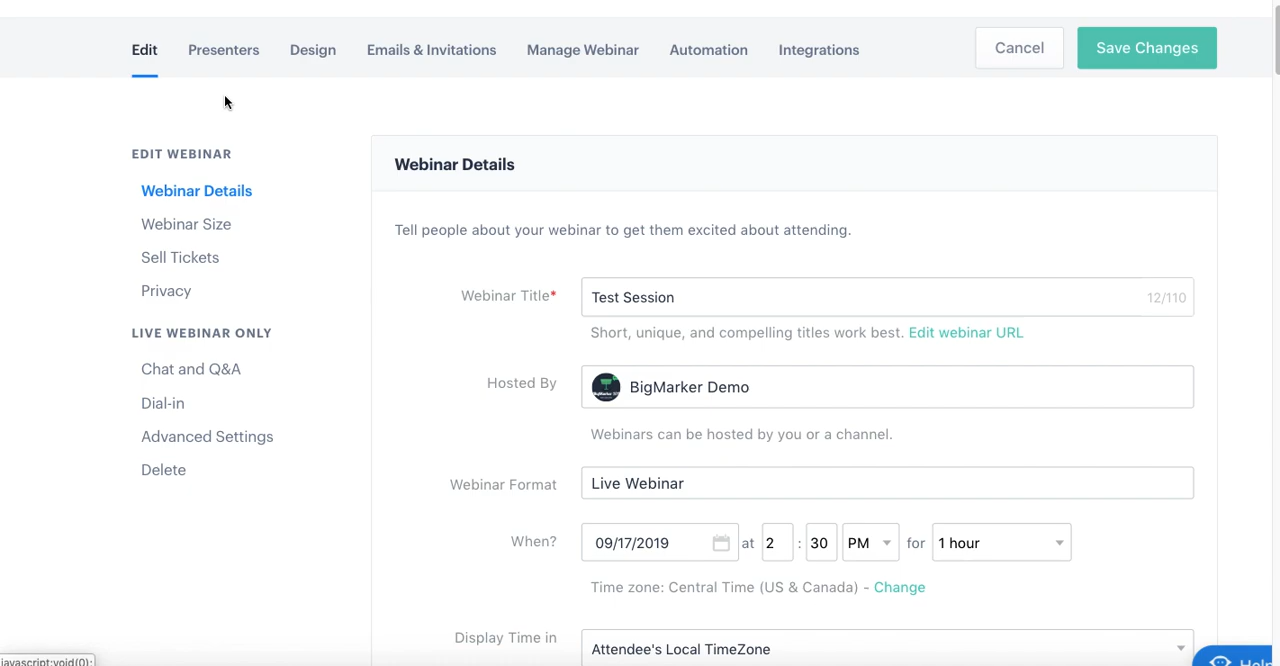 Edit Presenters Design Emails & Invitations Manage Webinar Automation Integrations Cancel Save Changes
EDIT WEBINAR
Webinar Details
Webinar Size
Sell Tickets
Privacy
LIVE WEBINAR ONLY
Chat and Q&A
Dial-in
Advanced Settings
Delete
Webinar Details
Tell people about your webinar to get them excited about attending.
Webinar Title* Test Session 12/110
Short, unique, and compelling titles work best. Edit webinar URL
Hosted By BigMarker Demo
Webinars can be hosted by you or a channel.
Webinar Format Live Webinar
When? 09/17/2019 at 2 : 30 PM for 1 hour
Time zone: Central Time (US & Canada) - Change
Display Time in Attendee's Local TimeZone
javascript:void(0);